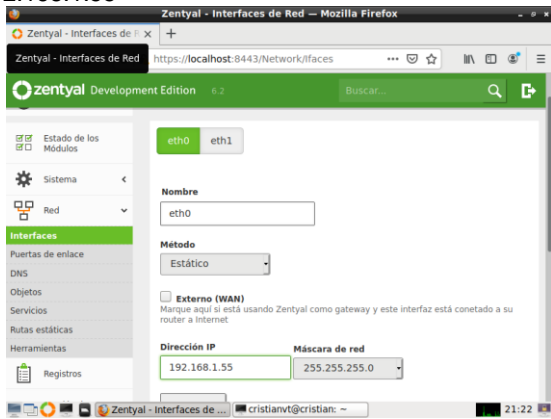 Zentyal - Interfaces de Red — Mozilla Firefox
Zentyal - Interfaces de R
Zentyal - Interfaces de Red
https://localhost:8443/Network/Ifaces
zentyal Development Edition 6.2
Buscar...
Estado de los
Módulos
Sistema
Red
Interfaces
Puertas de enlace
DNS
Objetos
Servicios
Rutas estáticas
Herramientas
Registros
eth0 eth1
Nombre
eth0
Método
Estático
Externo (WAN)
Marque aquí si está usando Zentyal como gateway y este interfaz está conetado a su
router a Internet
Dirección IP Máscara de red
192.168.1.55 255.255.255.0
Zentyal - Interfaces de ... cristianvt@cristian: ~ 21:22